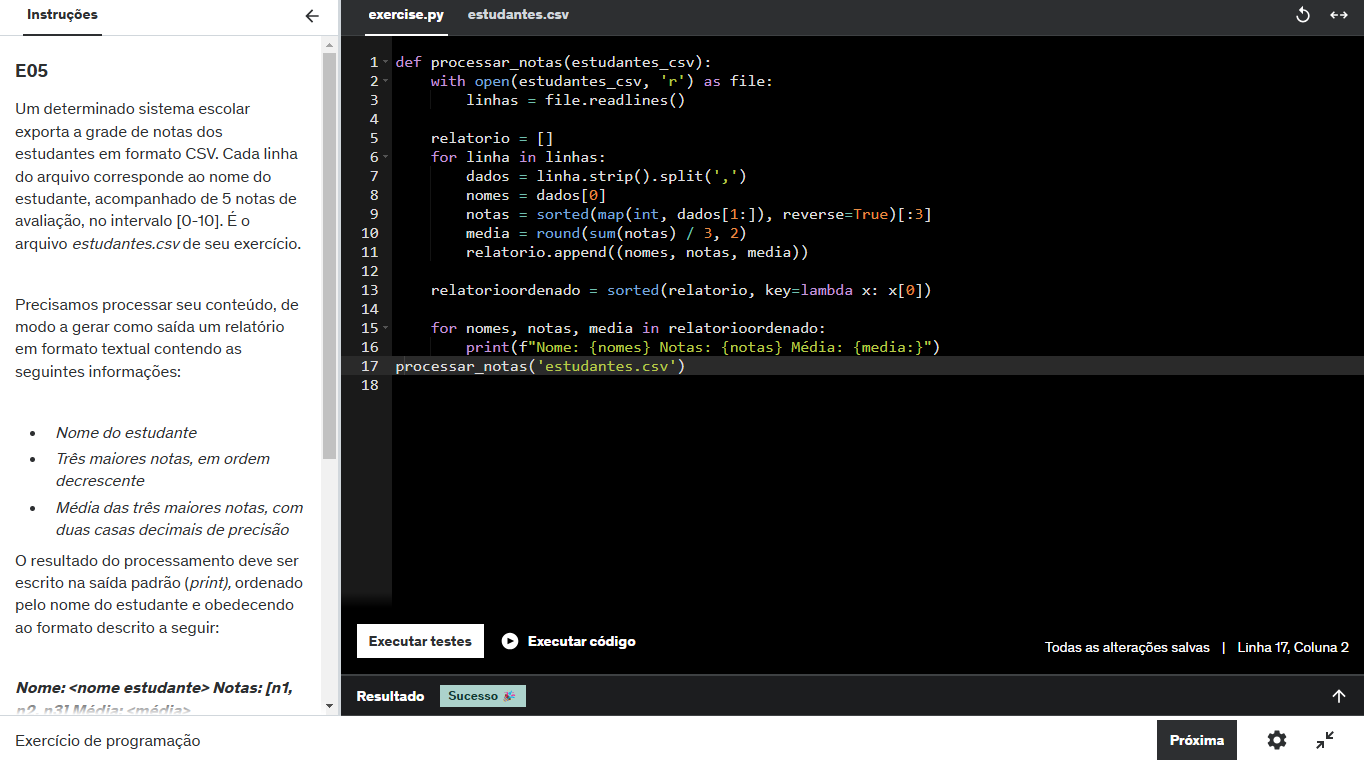 Instruções
E05
Um determinado sistema escolar
exporta a grade de notas dos
estudantes em formato CSV. Cada linha
do arquivo corresponde ao nome do
estudante, acompanhado de 5 notas de
avaliação, no intervalo [0-10]. É o
arquivo estudantes.csv de seu exercício.
Precisamos processar seu conteúdo, de
modo a gerar como saída um relatório
em formato textual contendo as
seguintes informações:
• Nome do estudante
• Três maiores notas, em ordem
decrescente
• Média das três maiores notas, com
duas casas decimais de precisão
O resultado do processamento deve ser
escrito na saída padrão (print), ordenado
pelo nome do estudante e obedecendo
ao formato descrito a seguir:
Nome: <nome estudante> Notas: [n1,
n2, n3] Média: <média>
exercise.py estudantes.csv
1 def processar_notas(estudantes_csv):
2     with open(estudantes_csv, 'r') as file:
3         linhas = file.readlines()
4
5     relatorio = []
6     for linha in linhas:
7         dados = linha.strip().split(',')
8         nomes = dados[0]
9         notas = sorted(map(int, dados[1:]), reverse=True)[:3]
10         media = round(sum(notas) / 3, 2)
11         relatorio.append((nomes, notas, media))
12
13     relatorioordenado = sorted(relatorio, key=lambda x: x[0])
14
15     for nomes, notas, media in relatorioordenado:
16         print(f"Nome: {nomes} Notas: {notas} Média: {media:}")
17 processar_notas('estudantes.csv')
18
Executar testes Executar código
Todas as alterações salvas | Linha 17, Coluna 2
Resultado Sucesso 🎉
Exercício de programação
Próxima